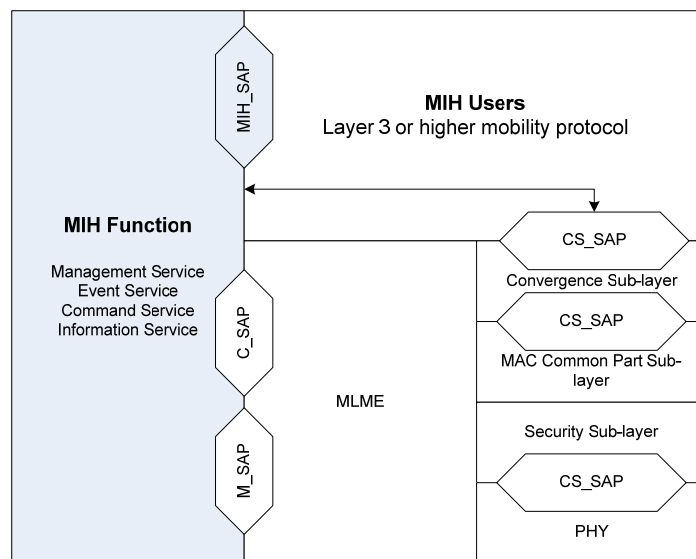 MIH_SAP
MIH Users
Layer 3 or higher mobility protocol
MIH Function
Management Service
Event Service
Command Service
Information Service
C_SAP
M_SAP
MLME
CS_SAP
Convergence Sub-layer
CS_SAP
MAC Common Part Sub-
layer
Security Sub-layer
CS_SAP
PHY